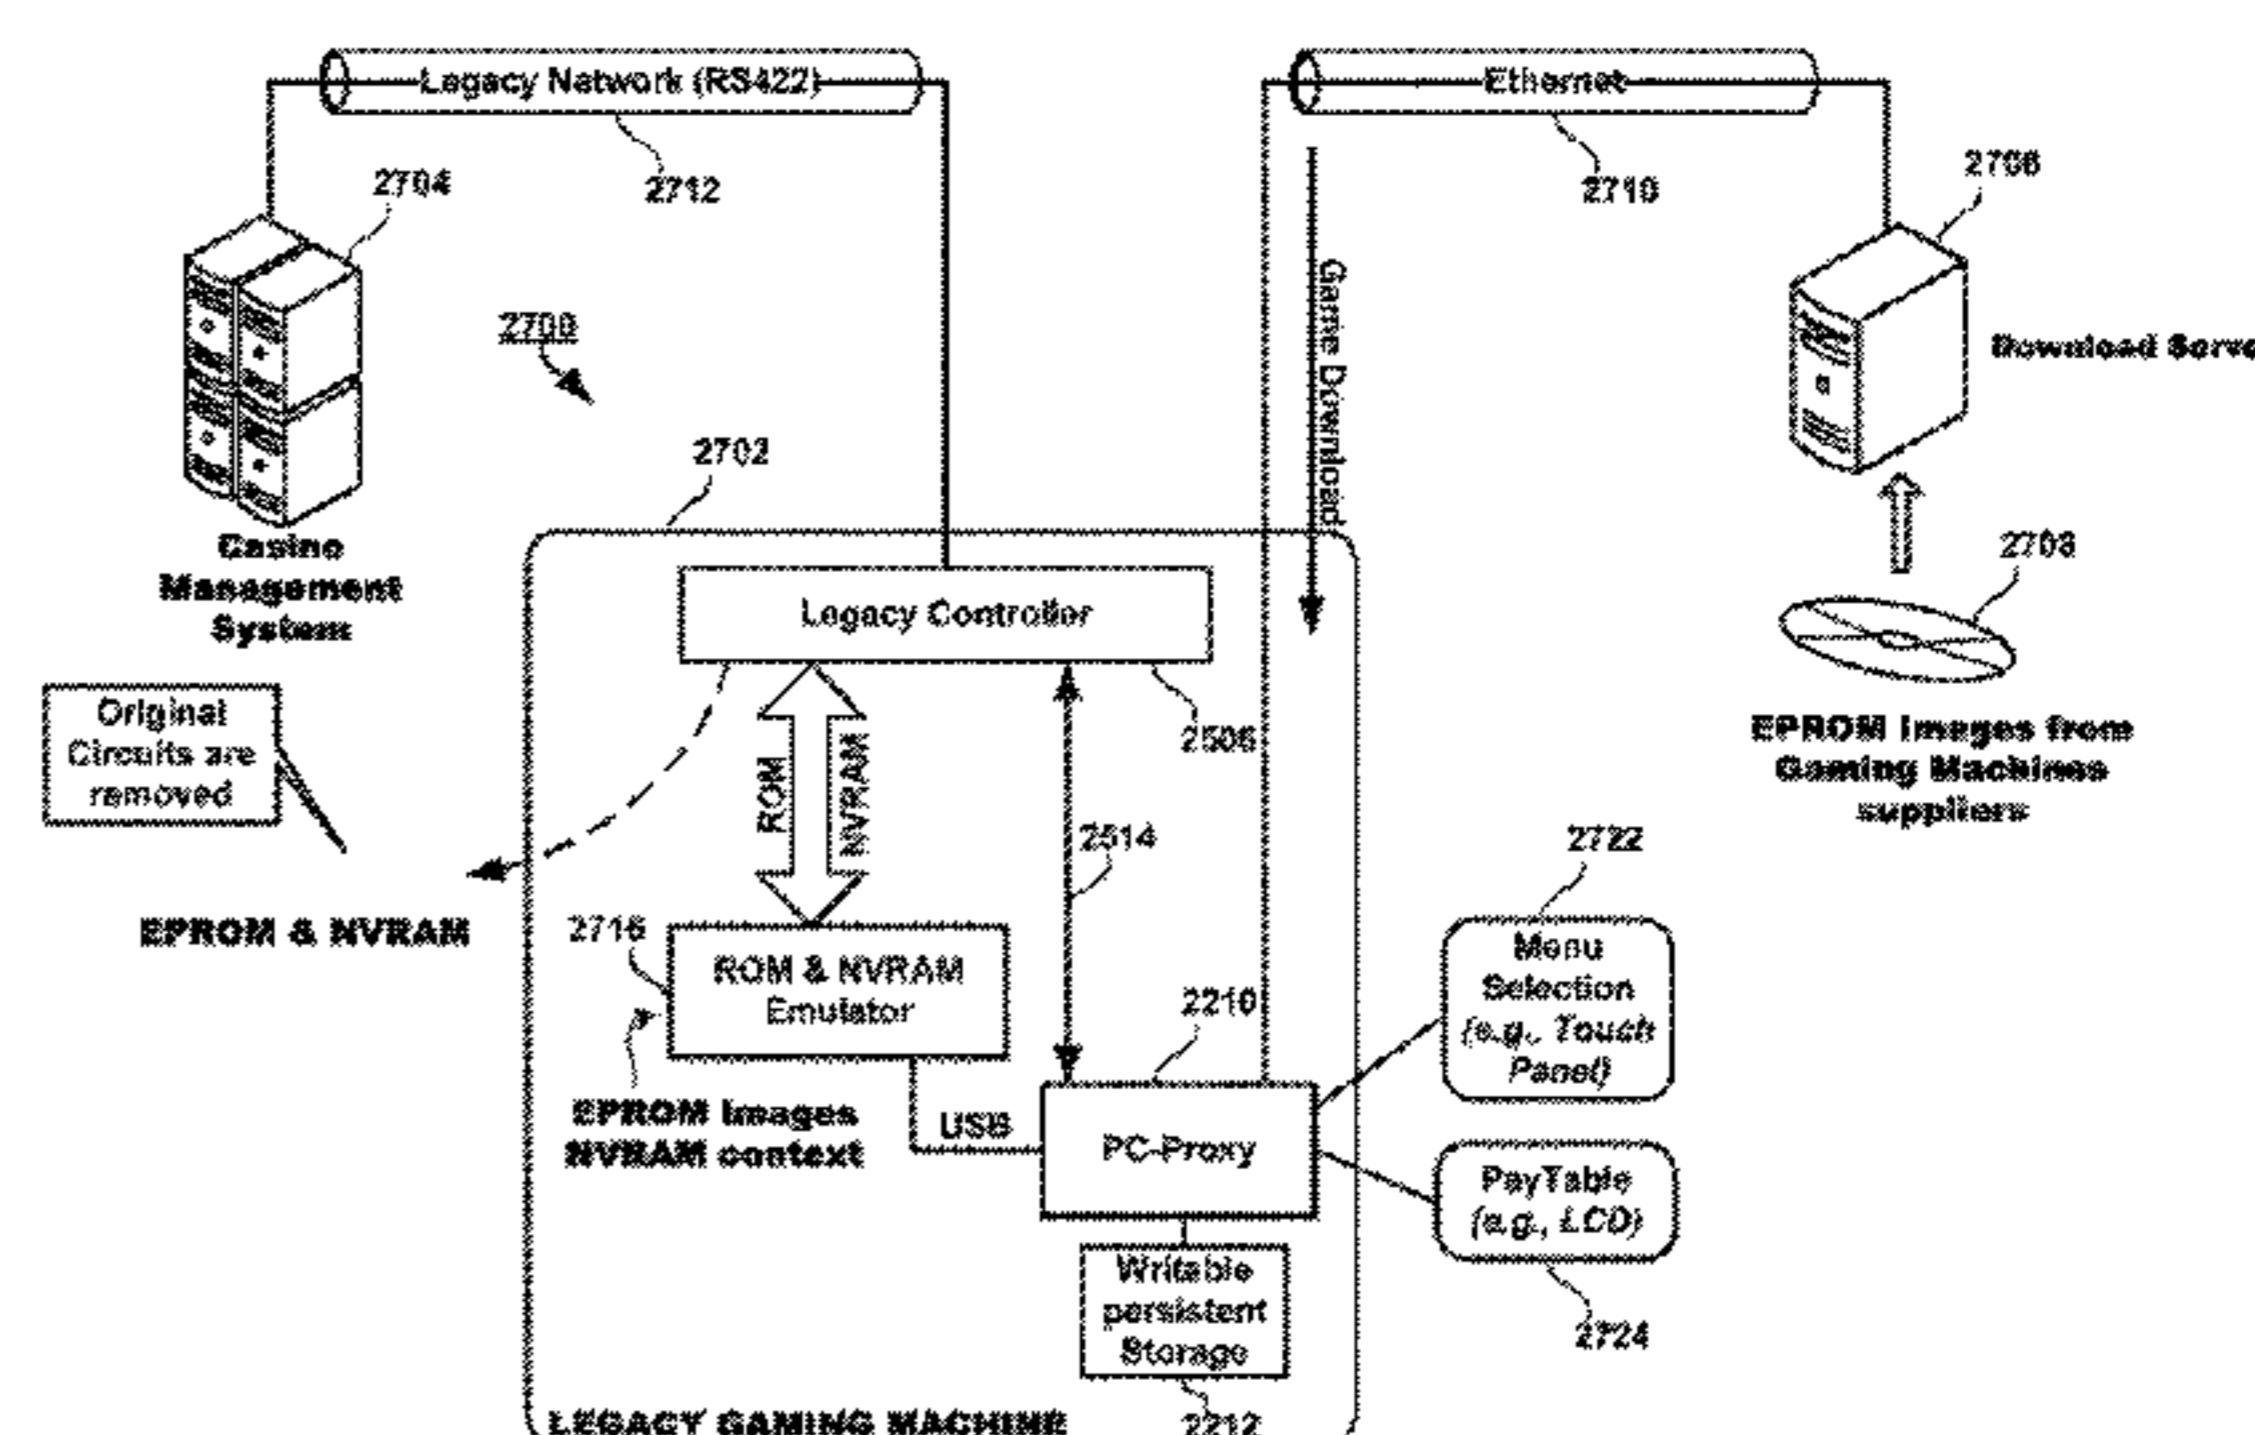 Legacy Network (RS422)
Ethernet
2712
2710
2704
2706
2700
Game Download
Download Serve
2702
Casino
Management
System
Legacy Controller
2708
Original
Circuits are
removed
2506
EPROM Images from
Gaming Machines
suppliers
ROM
NVRAM
2514
2722
EPROM & NVRAM
2716
ROM & NVRAM
Emulator
2210
Menu
Selection
(e.g., Touch
Panel)
EPROM Images
NVRAM context
USB
PC-Proxy
PayTable
(e.g., LCD)
Writable
persistent
Storage
2724
LEGACY GAMING MACHINE
2212